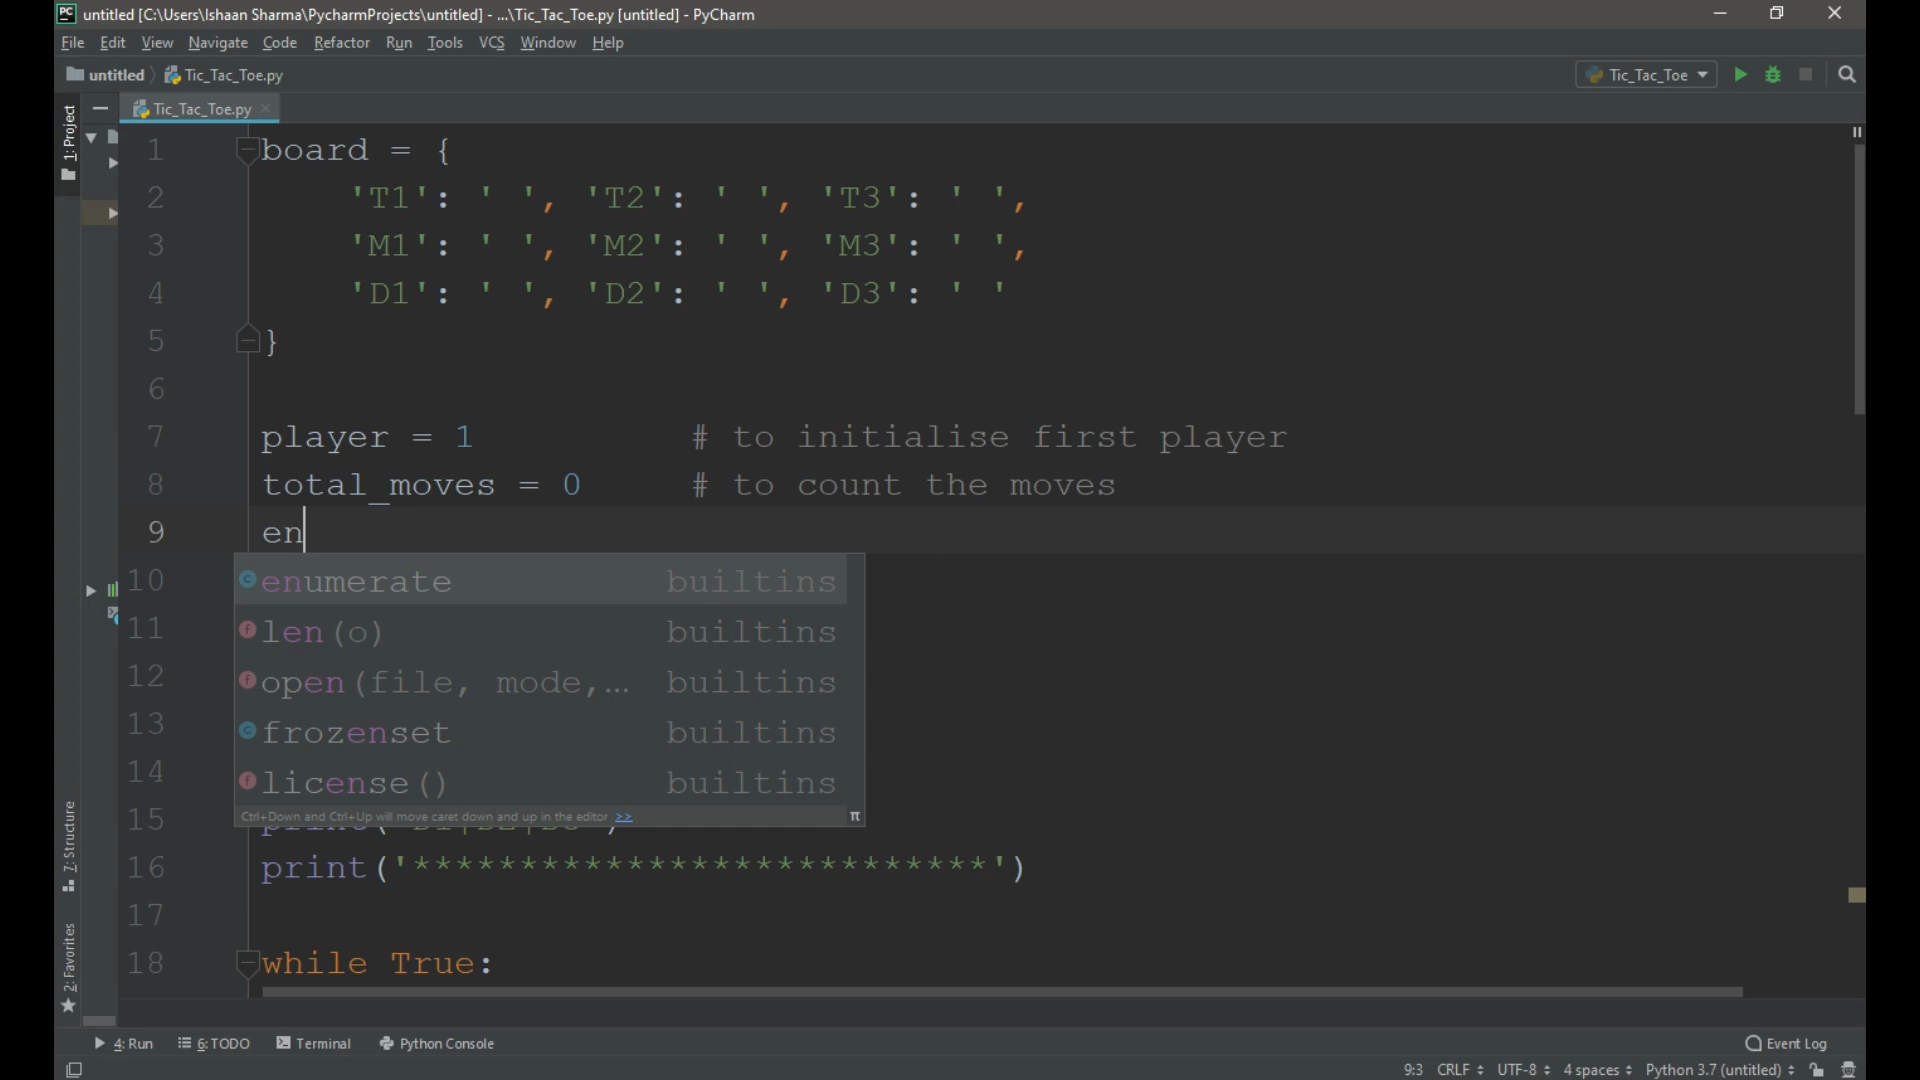 untitled [C:\Users\Ishaan Sharma\PycharmProjects\untitled] - ...\Tic_Tac_Toe.py [untitled] - PyCharm
File Edit View Navigate Code Refactor Run Tools VCS Window Help
untitled Tic_Tac_Toe.py Tic_Tac_Toe
1: Project
Tic_Tac_Toe.py
1 board = {
2 'T1': ' ', 'T2': ' ', 'T3': ' ',
3 'M1': ' ', 'M2': ' ', 'M3': ' ',
4 'D1': ' ', 'D2': ' ', 'D3': ' '
5 }
6
7 player = 1 # to initialise first player
8 total_moves = 0 # to count the moves
9 en
10 enumerate builtins
11 len(o) builtins
12 open(file, mode,... builtins
13 frozenset builtins
14 license() builtins
Ctrl+Down and Ctrl+Up will move caret down and up in the editor >> π
15
16 print('***************************')
17
18 while True:
7: Structure
2: Favorites
4: Run 6: TODO Terminal Python Console Event Log
9:3 CRLF UTF-8 4 spaces Python 3.7 (untitled)